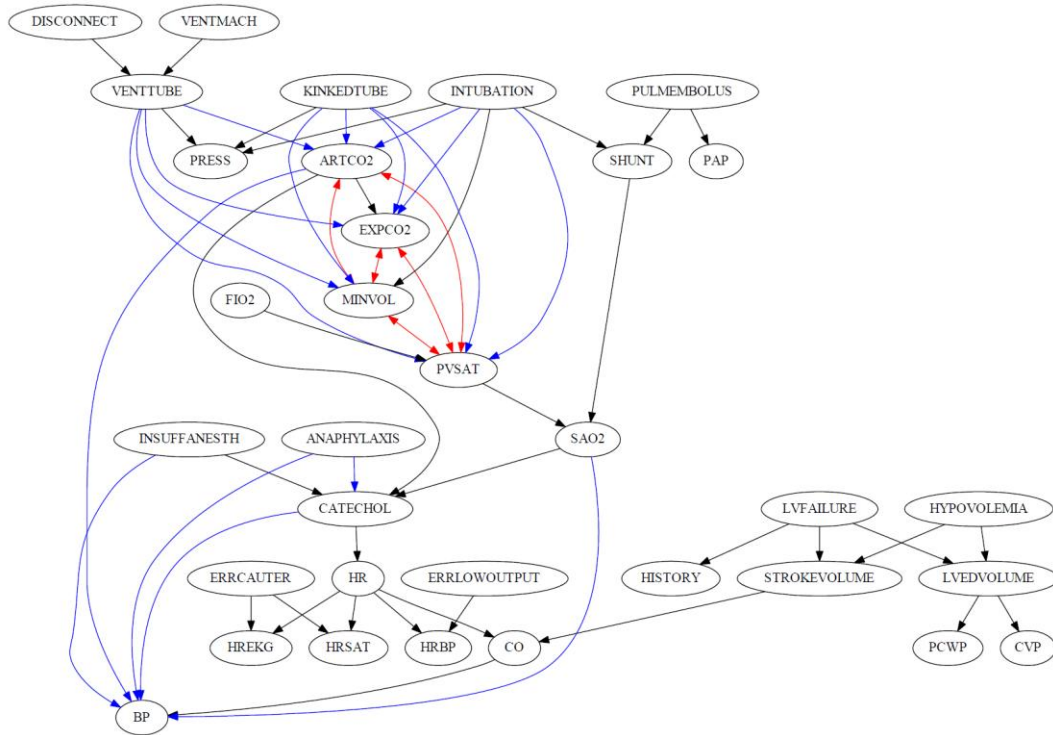 DISCONNECT
VENTMACH
VENTTUBE
KINKEDTUBE
INTUBATION
PULMEMBOLUS
PRESS
ARTCO2
SHUNT
PAP
EXPCO2
FIO2
MINVOL
PVSAT
INSUFFANESTH
ANAPHYLAXIS
SAO2
CATECHOL
LVFAILURE
HYPOVOLEMIA
ERRCAUTER
HR
ERRLOWOUTPUT
HISTORY
STROKEVOLUME
LVEDVOLUME
HREKG
HRSAT
HRBP
CO
PCWP
CVP
BP